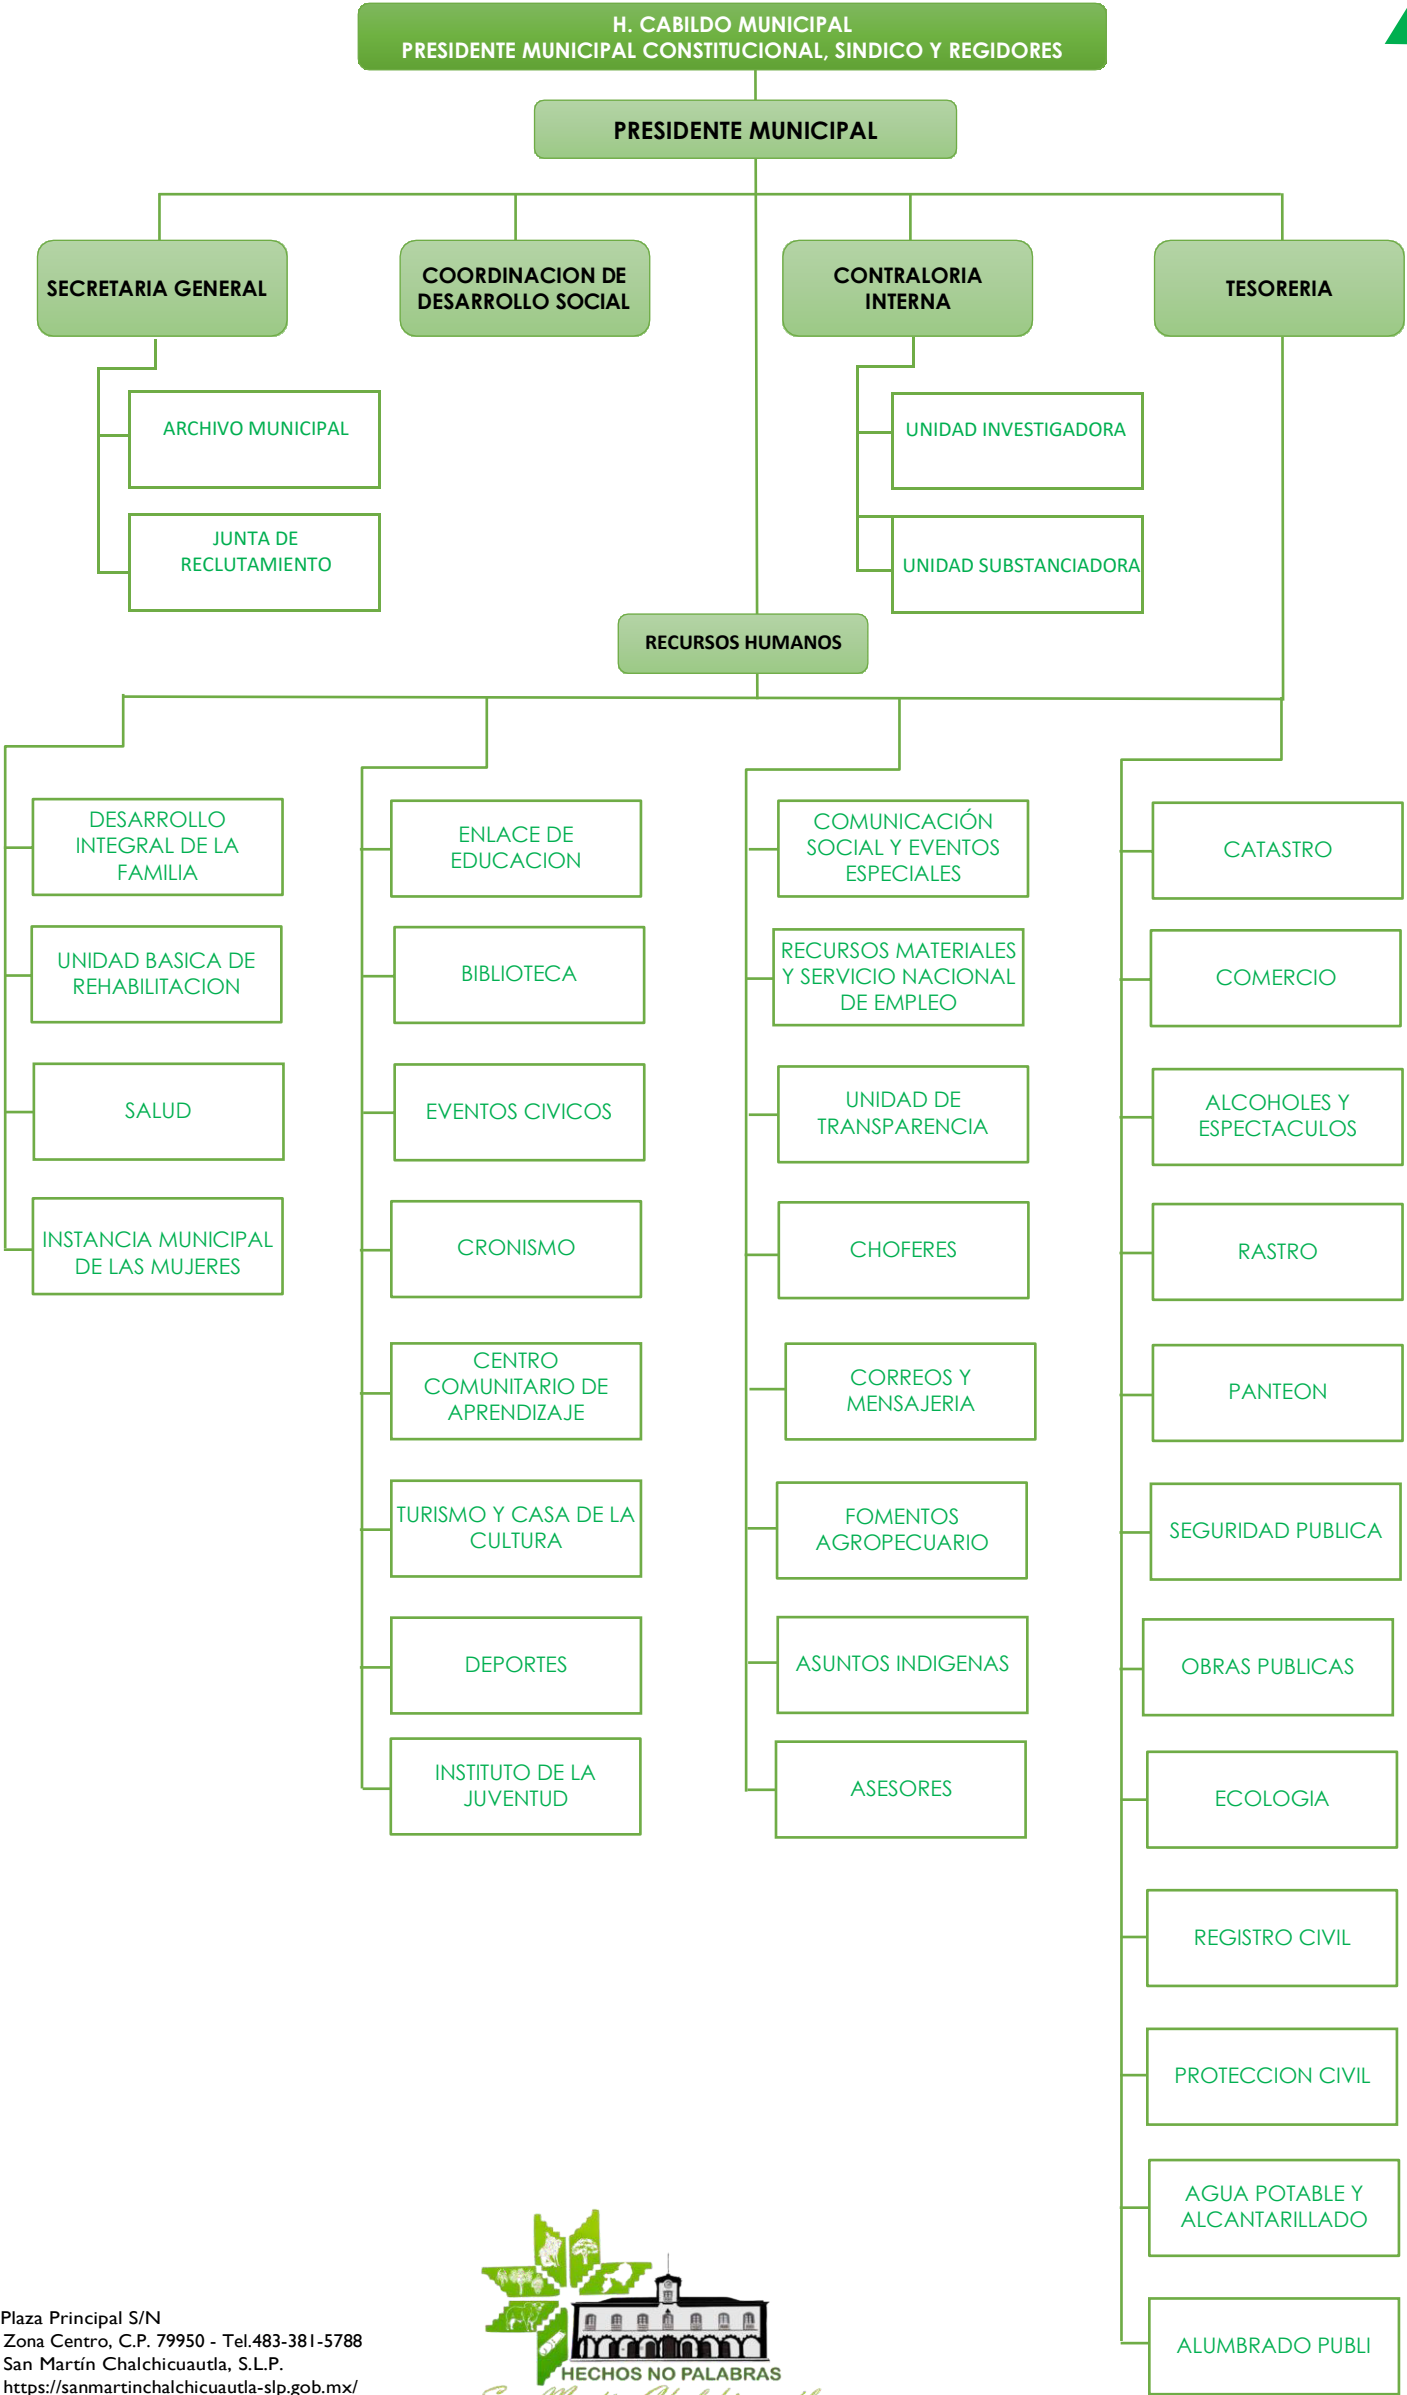 H. CABILDO MUNICIPAL
PRESIDENTE MUNICIPAL CONSTITUCIONAL, SINDICO Y REGIDORES
PRESIDENTE MUNICIPAL
SECRETARIA GENERAL
COORDINACION DE
DESARROLLO SOCIAL
CONTRALORIA
INTERNA
TESORERIA
ARCHIVO MUNICIPAL
JUNTA DE
RECLUTAMIENTO
UNIDAD INVESTIGADORA
UNIDAD SUBSTANCIADORA
RECURSOS HUMANOS
DESARROLLO
INTEGRAL DE LA
FAMILIA
UNIDAD BASICA DE
REHABILITACION
SALUD
INSTANCIA MUNICIPAL
DE LAS MUJERES
ENLACE DE
EDUCACION
BIBLIOTECA
EVENTOS CIVICOS
CRONISMO
CENTRO
COMUNITARIO DE
APRENDIZAJE
TURISMO Y CASA DE LA
CULTURA
DEPORTES
INSTITUTO DE LA
JUVENTUD
COMUNICACIÓN
SOCIAL Y EVENTOS
ESPECIALES
RECURSOS MATERIALES
Y SERVICIO NACIONAL
DE EMPLEO
UNIDAD DE
TRANSPARENCIA
CHOFERES
CORREOS Y
MENSAJERIA
FOMENTOS
AGROPECUARIO
ASUNTOS INDIGENAS
ASESORES
CATASTRO
COMERCIO
ALCOHOLES Y
ESPECTACULOS
RASTRO
PANTEON
SEGURIDAD PUBLICA
OBRAS PUBLICAS
ECOLOGIA
REGISTRO CIVIL
PROTECCION CIVIL
AGUA POTABLE Y
ALCANTARILLADO
ALUMBRADO PUBLI
Plaza Principal S/N
Zona Centro, C.P. 79950 - Tel.483-381-5788
San Martín Chalchicuautla, S.L.P.
https://sanmartinchalchicuautla-slp.gob.mx/
HECHOS NO PALABRAS